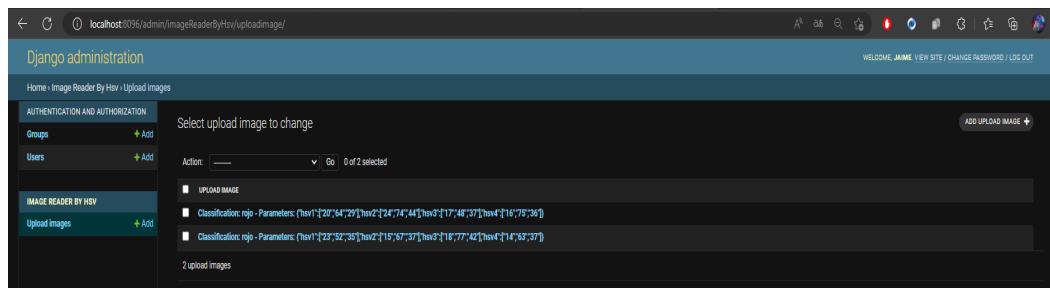 localhost:8096/admin/imageReaderByHsv/uploadimage/
Django administration
WELCOME, JAIME. VIEW SITE / CHANGE PASSWORD / LOG OUT
Home › Image Reader By Hsv › Upload images
AUTHENTICATION AND AUTHORIZATION
Groups + Add
Users + Add
IMAGE READER BY HSV
Upload images + Add
Select upload image to change
ADD UPLOAD IMAGE +
Action: --------- Go 0 of 2 selected
UPLOAD IMAGE
Classification: rojo - Parameters: {"hsv1":["20","64","29"],"hsv2":["24","74","44"],"hsv3":["17","48","37"],"hsv4":["16","75","36"]}
Classification: rojo - Parameters: {"hsv1":["23","52","35"],"hsv2":["15","67","37"],"hsv3":["18","77","42"],"hsv4":["14","63","37"]}
2 upload images